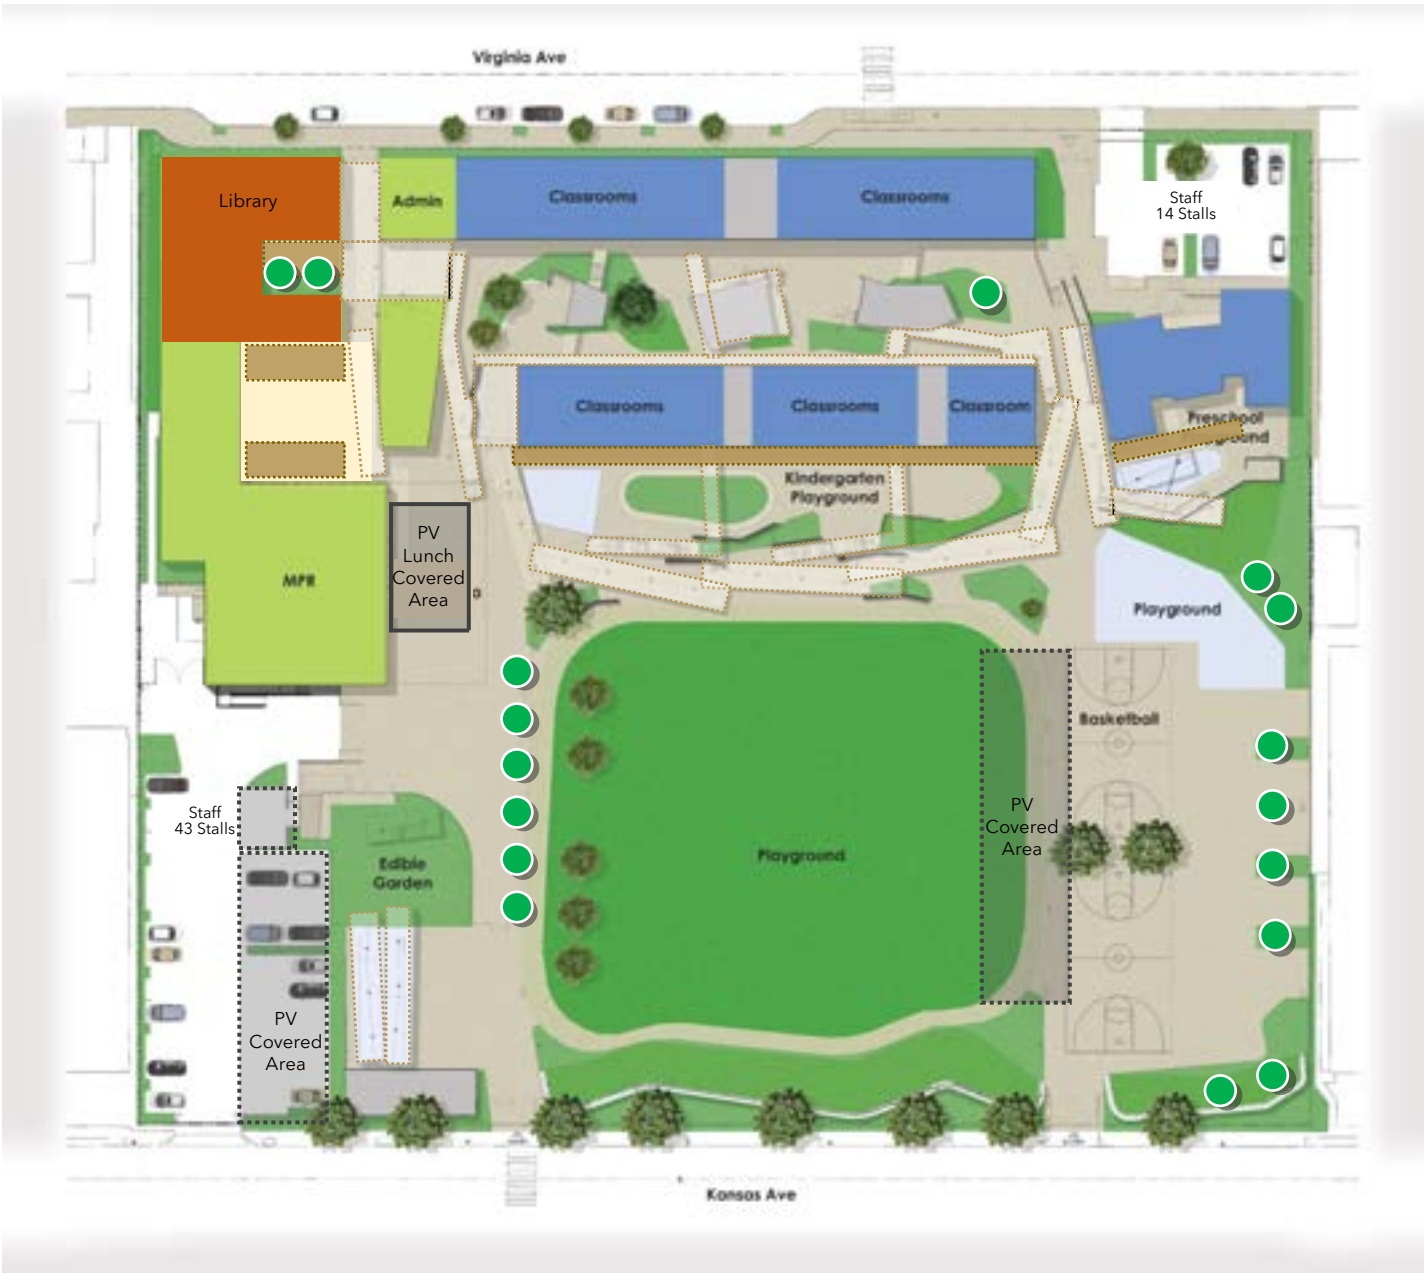 Virginia Ave
Library
Admin
Classrooms
Classrooms
Staff
14 Stalls
Classrooms
Classrooms
Classroom
Preschool
Kindergarten
Playground
PV
Lunch
Covered
Area
MPR
Playground
Basketball
Staff
43 Stalls
PV
Covered
Area
Playground
Edible
Garden
PV
Covered
Area
Kansas Ave